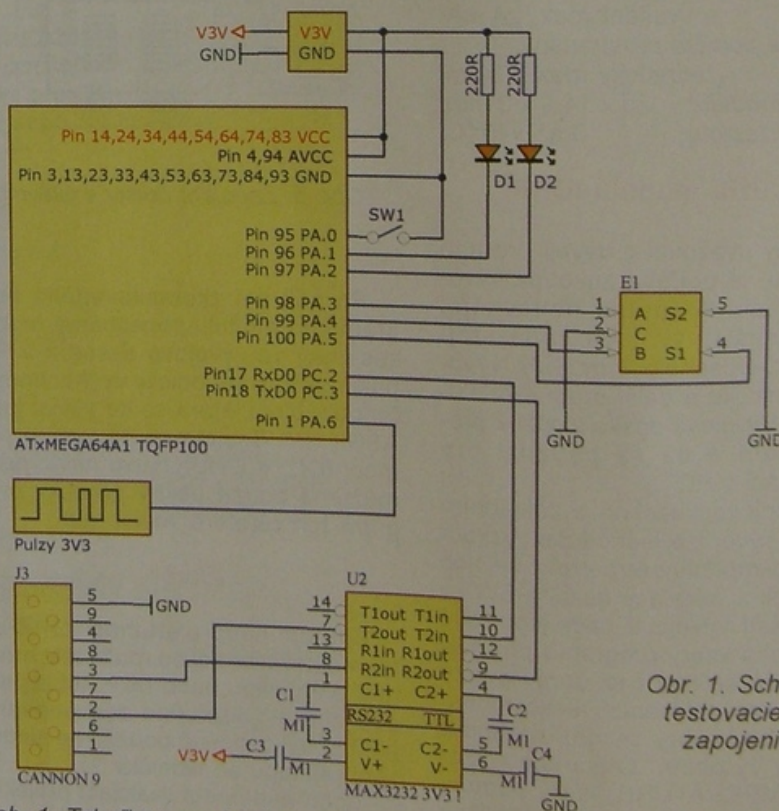 V3V
V3V
GND
GND
220R
220R
Pin 14,24,34,44,54,64,74,83 VCC
Pin 4,94 AVCC
Pin 3,13,23,33,43,53,63,73,84,93 GND
D1
D2
SW1
Pin 95 PA.0
Pin 96 PA.1
Pin 97 PA.2
Pin 98 PA.3
Pin 99 PA.4
Pin 100 PA.5
E1
1
A
S2
5
2
C
3
B
S1
4
Pin17 RxD0 PC.2
Pin18 TxD0 PC.3
Pin 1 PA.6
GND
GND
ATxMEGA64A1 TQFP100
Pulzy 3V3
J3
5
GND
9
4
8
3
7
2
6
1
CANNON 9
U2
14
T1out
T1in
11
7
T2out
T2in
10
13
R1in
R1out
12
8
R2in
R2out
9
1
C1+
C2+
4
C1
M1
RS232
TTL
C2
M1
3
C1-
C2-
5
V3V
C3
M1
2
V+
V-
6
C4
M1
GND
MAX3232 3V3 !
Obr. 1. Sch
testovacie
zapojeni